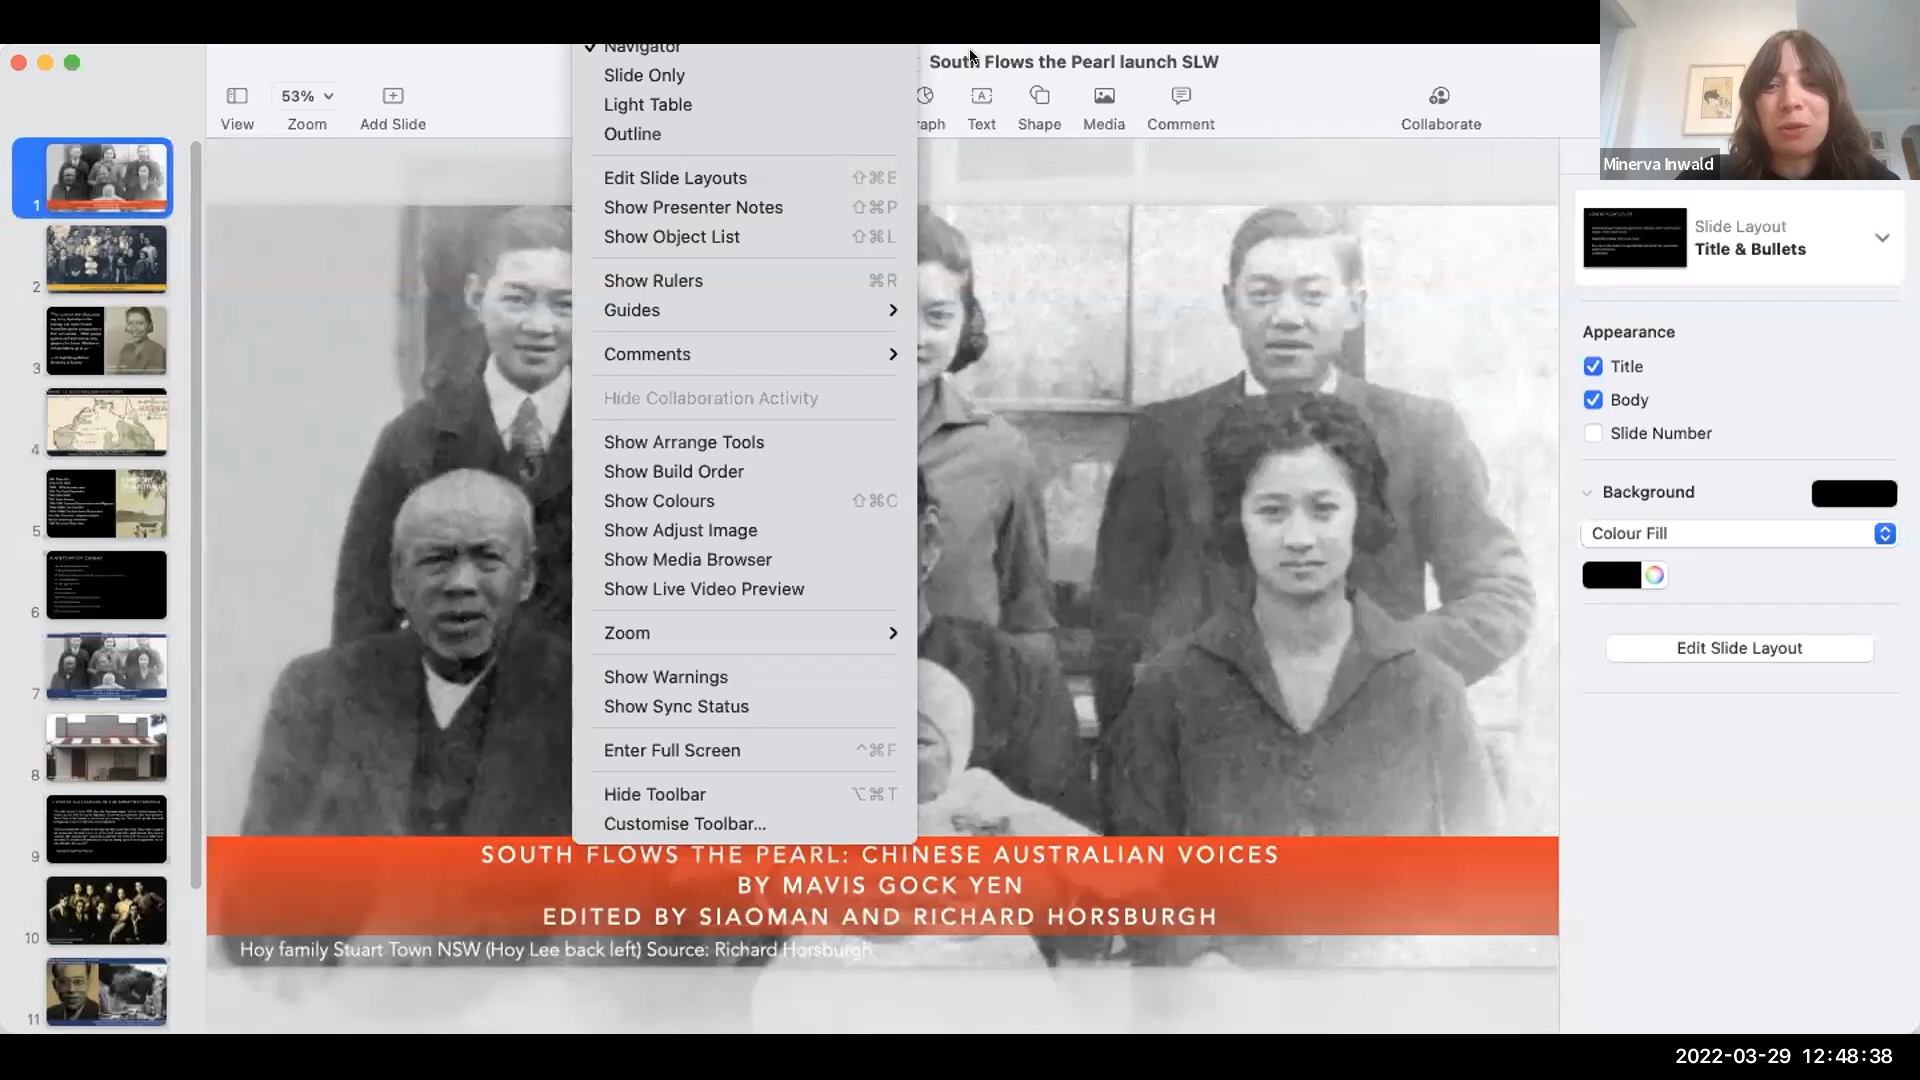 South Flows the Pearl launch SLW
View
53%
Zoom
Add Slide
raph
Text
Shape
Media
Comment
Collaborate
Minerva Inwald
Navigator
Slide Only
Light Table
Outline
Edit Slide Layouts ⇧⌘E
Show Presenter Notes ⇧⌘P
Show Object List ⇧⌘L
Show Rulers ⌘R
Guides
Comments
Hide Collaboration Activity
Show Arrange Tools
Show Build Order
Show Colours ⇧⌘C
Show Adjust Image
Show Media Browser
Show Live Video Preview
Zoom
Show Warnings
Show Sync Status
Enter Full Screen ^⌘F
Hide Toolbar ⌥⌘T
Customise Toolbar...
1
2
3
4
5
6
7
8
9
10
11
SOUTH FLOWS THE PEARL: CHINESE AUSTRALIAN VOICES
BY MAVIS GOCK YEN
EDITED BY SIAOMAN AND RICHARD HORSBURGH
Hoy family Stuart Town NSW (Hoy Lee back left) Source: Richard Horsburgh
Slide Layout
Title & Bullets
Appearance
Title
Body
Slide Number
Background
Colour Fill
Edit Slide Layout
2022-03-29 12:48:38